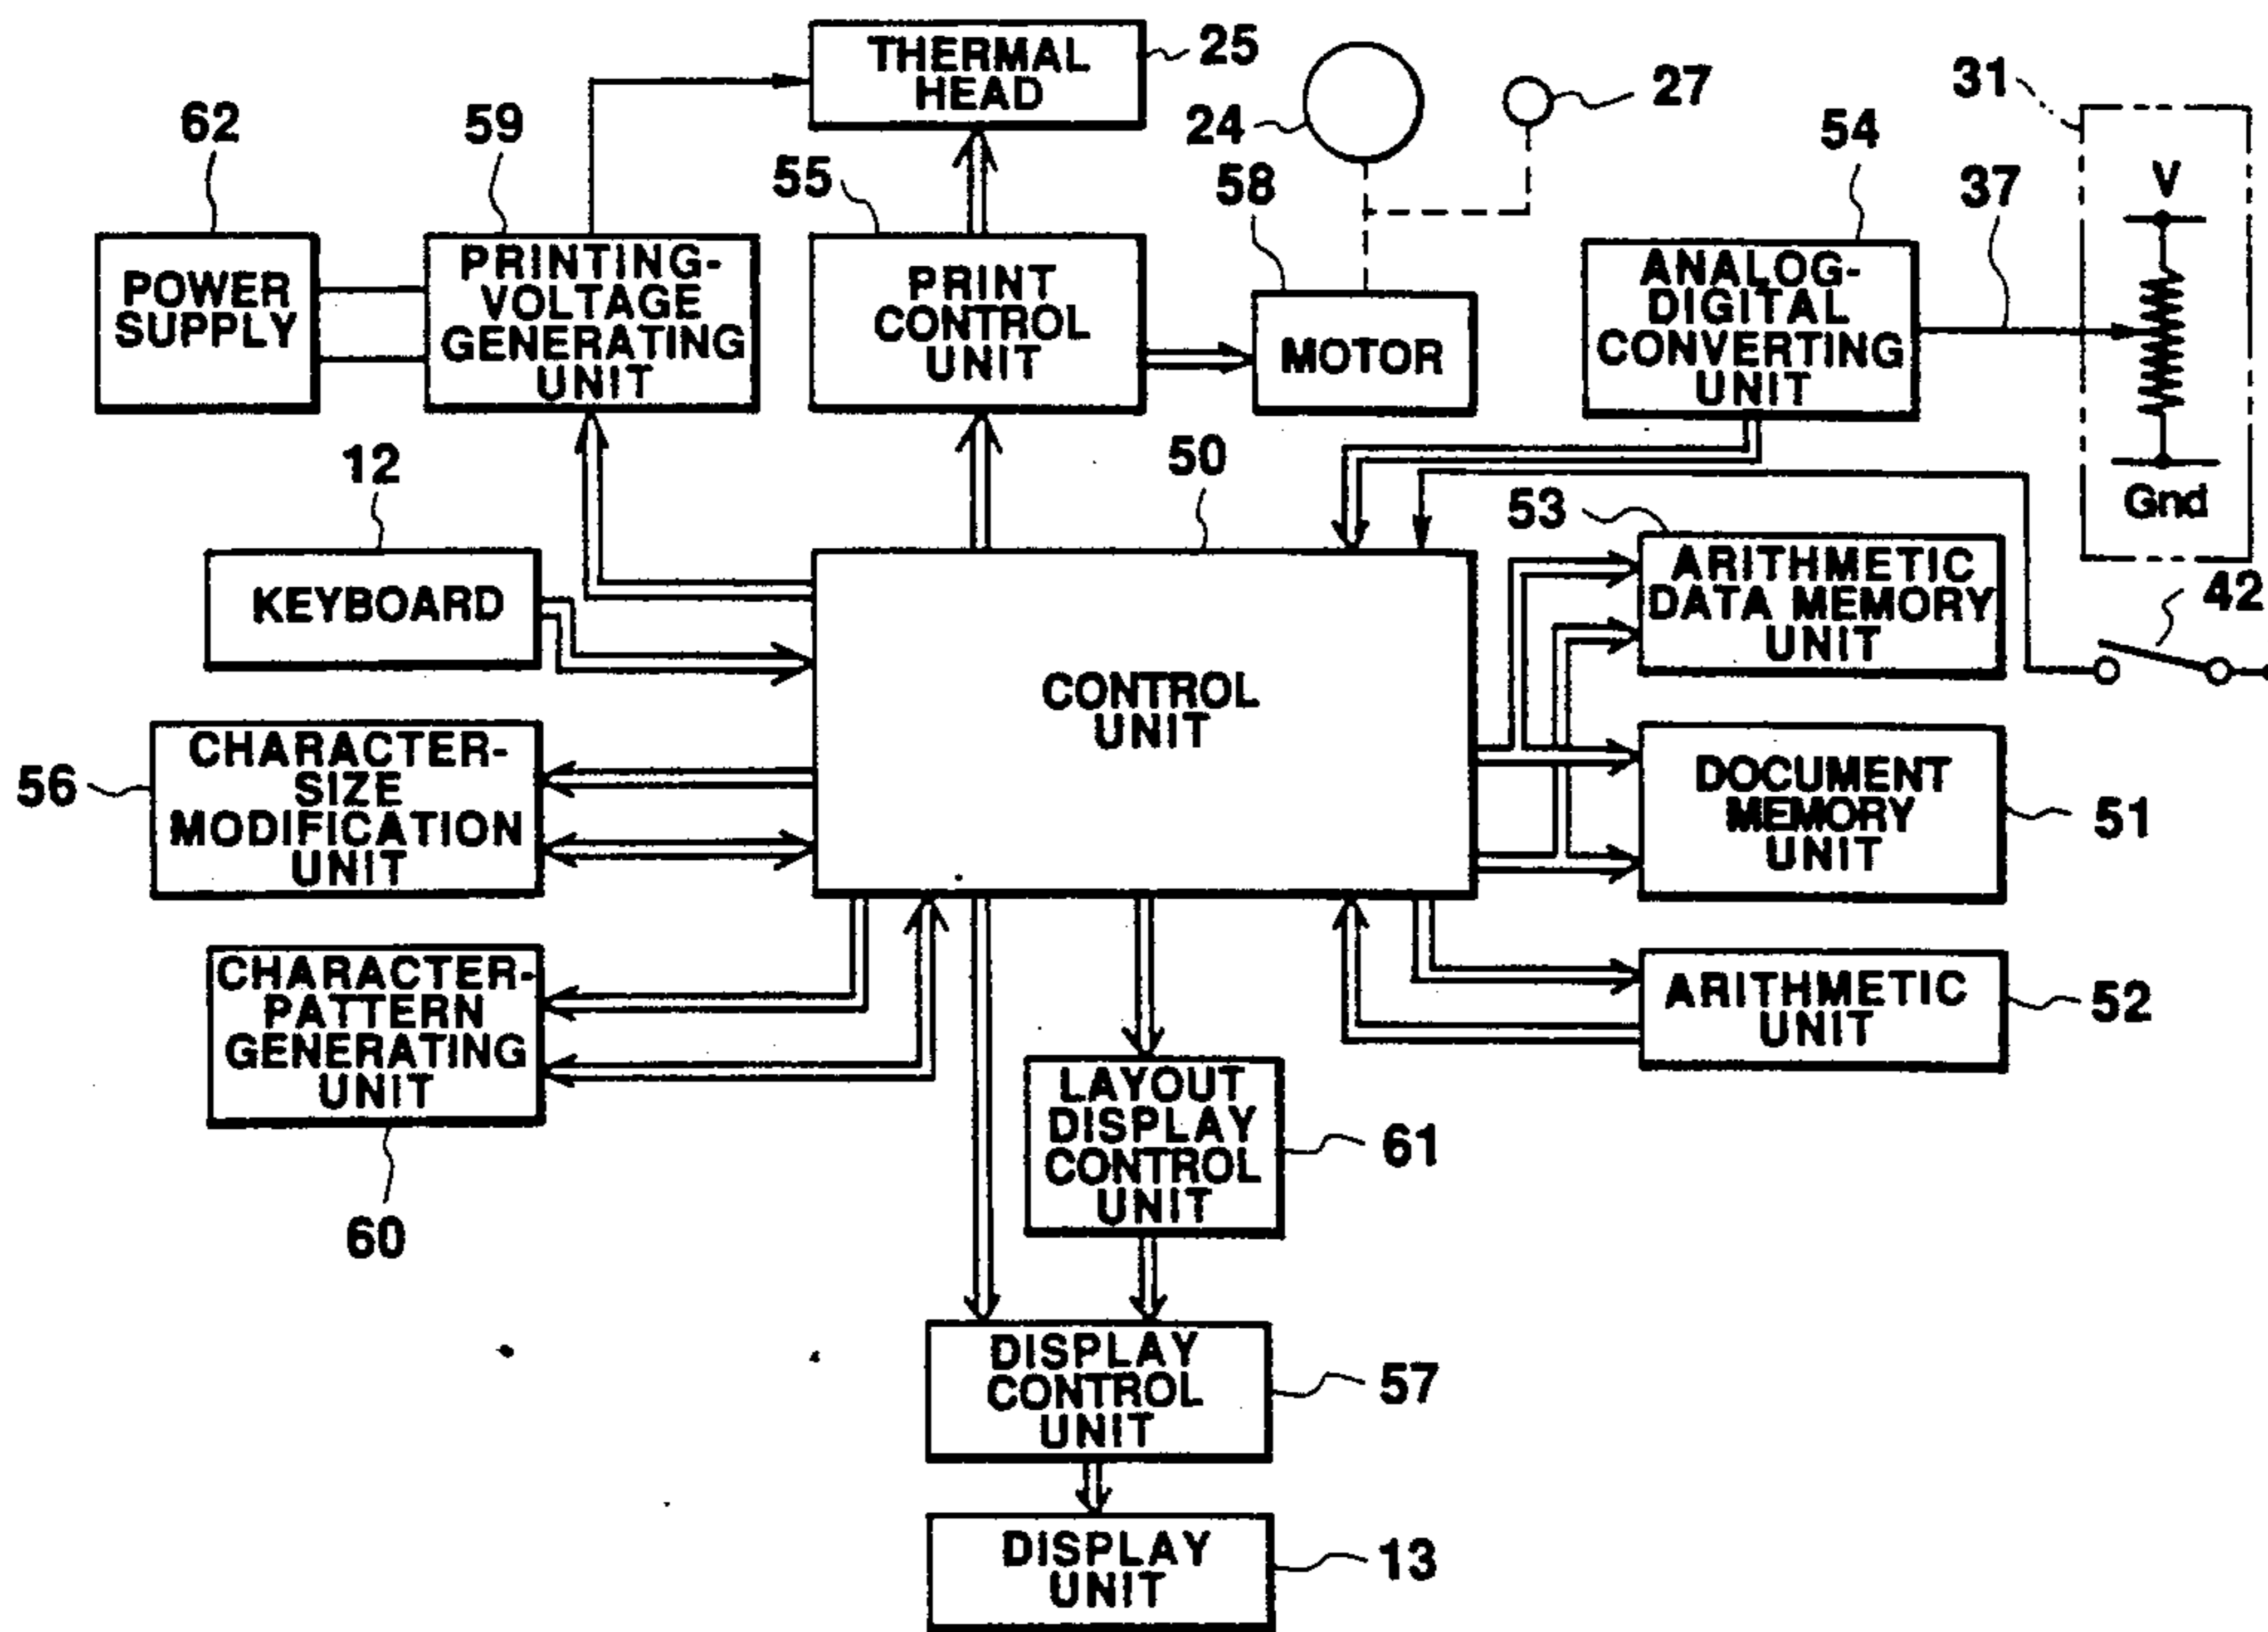 THERMAL
HEAD
25
24
27
31
62
59
55
58
54
37
V
POWER
SUPPLY
PRINTING-
VOLTAGE
GENERATING
UNIT
PRINT
CONTROL
UNIT
MOTOR
ANALOG-
DIGITAL
CONVERTING
UNIT
Gnd
12
50
53
KEYBOARD
CONTROL
UNIT
ARITHMETIC
DATA MEMORY
UNIT
42
56
CHARACTER-
SIZE
MODIFICATION
UNIT
DOCUMENT
MEMORY
UNIT
51
CHARACTER-
PATTERN
GENERATING
UNIT
60
ARITHMETIC
UNIT
52
LAYOUT
DISPLAY
CONTROL
UNIT
61
DISPLAY
CONTROL
UNIT
57
DISPLAY
UNIT
13